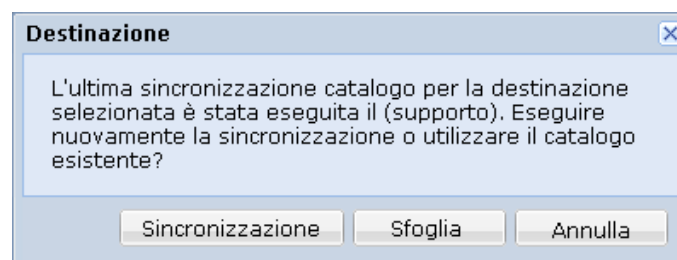 Destinazione
L'ultima sincronizzazione catalogo per la destinazione
selezionata è stata eseguita il (supporto). Eseguire
nuovamente la sincronizzazione o utilizzare il catalogo
esistente?
Sincronizzazione Sfoglia Annulla